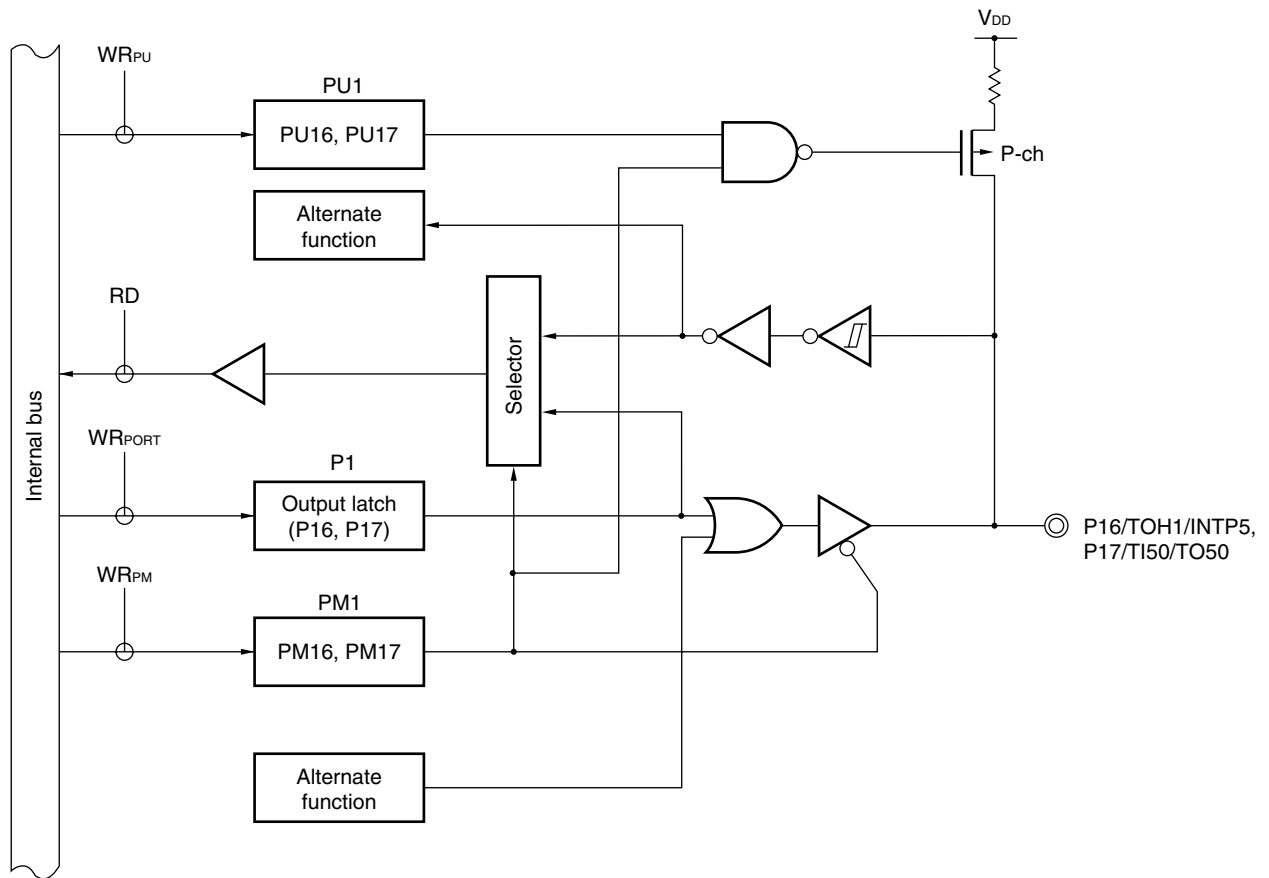 VDD
WRPU
PU1
PU16, PU17
P-ch
Alternate
function
RD
Selector
Internal bus
WRPORT
P1
Output latch
(P16, P17)
P16/TOH1/INTP5,
P17/TI50/TO50
WRPM
PM1
PM16, PM17
Alternate
function